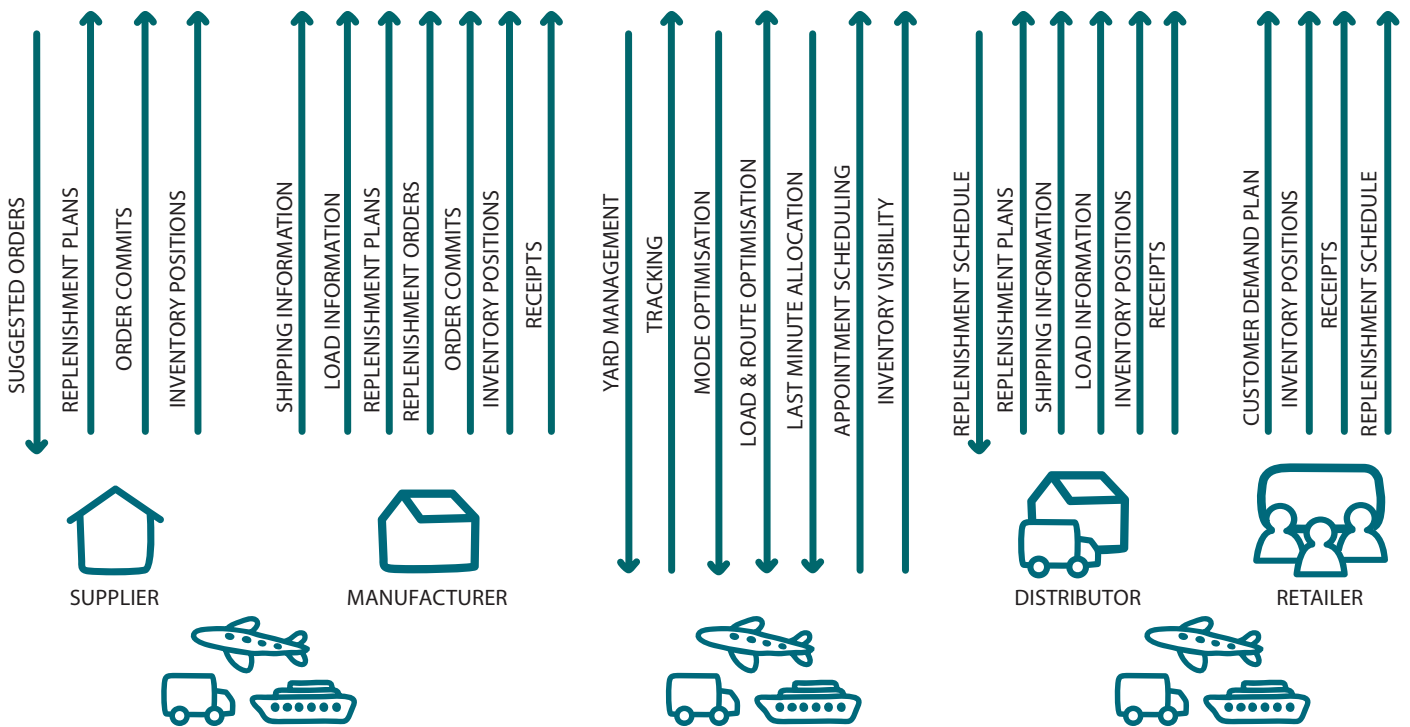 SUGGESTED ORDERS
REPLENISHMENT PLANS
ORDER COMMITS
INVENTORY POSITIONS
SHIPPING INFORMATION
LOAD INFORMATION
REPLENISHMENT PLANS
REPLENISHMENT ORDERS
ORDER COMMITS
INVENTORY POSITIONS
RECEIPTS
YARD MANAGEMENT
TRACKING
MODE OPTIMISATION
LOAD & ROUTE OPTIMISATION
LAST MINUTE ALLOCATION
APPOINTMENT SCHEDULING
INVENTORY VISIBILITY
REPLENISHMENT SCHEDULE
REPLENISHMENT PLANS
SHIPPING INFORMATION
LOAD INFORMATION
INVENTORY POSITIONS
RECEIPTS
CUSTOMER DEMAND PLAN
INVENTORY POSITIONS
RECEIPTS
REPLENISHMENT SCHEDULE
SUPPLIER
MANUFACTURER
DISTRIBUTOR
RETAILER